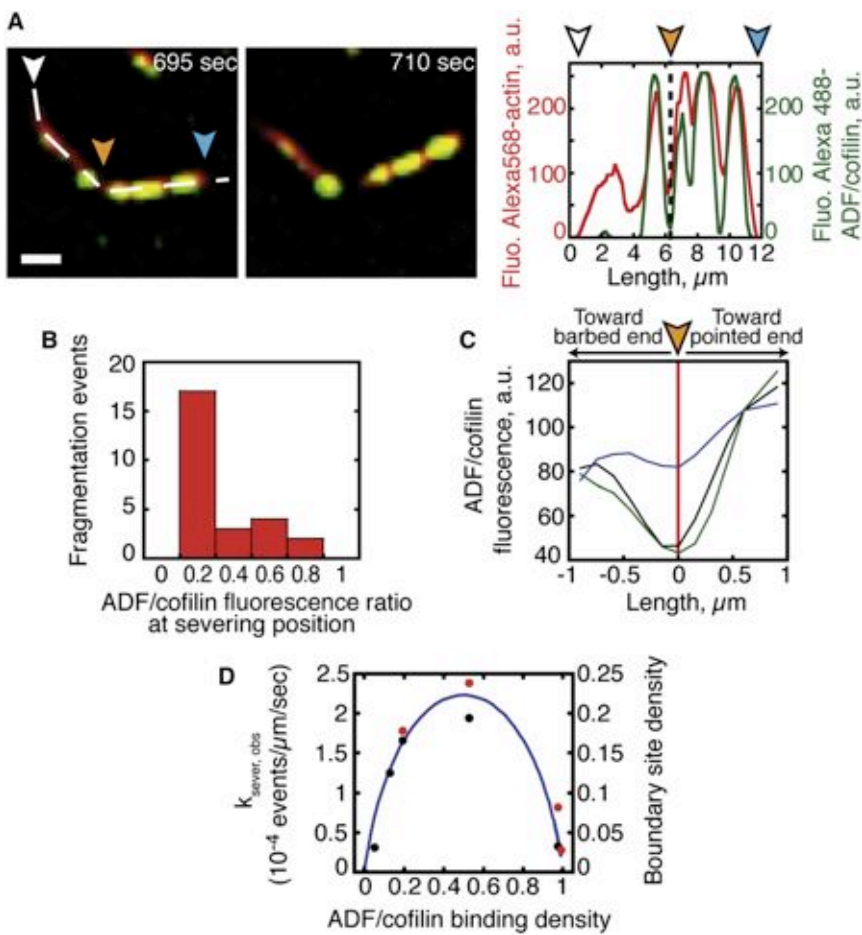 A
695 sec
710 sec
Fluo. Alexa568-actin, a.u.
200
100
0
200
100
0
Fluo. Alexa 488-
ADF/cofilin, a.u.
0 2 4 6 8 10 12
Length, µm
B
Fragmentation events
20
15
10
5
0
0 0.2 0.4 0.6 0.8 1
ADF/cofilin fluorescence ratio
at severing position
C
Toward
barbed end
Toward
pointed end
ADF/cofilin
fluorescence, a.u.
120
100
80
60
40
-1 -0.5 0 0.5 1
Length, µm
D
k sever, obs
(10⁻⁴ events/µm/sec)
2.5
2
1.5
1
0.5
0
0.25
0.2
0.15
0.1
0.05
0
Boundary site density
0 0.2 0.4 0.6 0.8 1
ADF/cofilin binding density